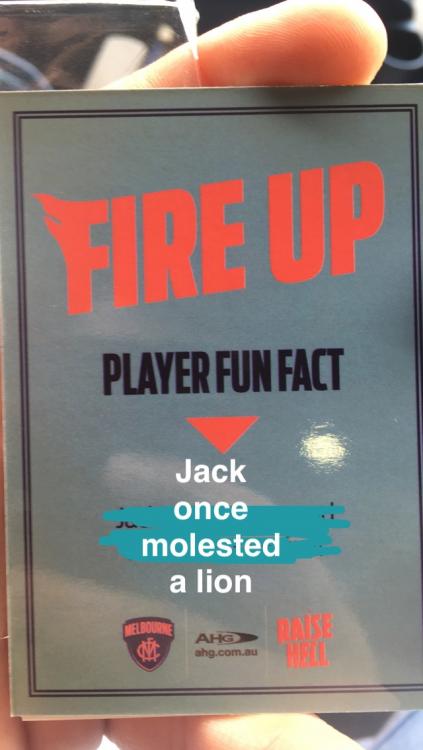 FIRE UP
PLAYER FUN FACT
Jack
once
molested
a lion
MELBOURNE
AHG
ahg.com.au
RAISE
HELL